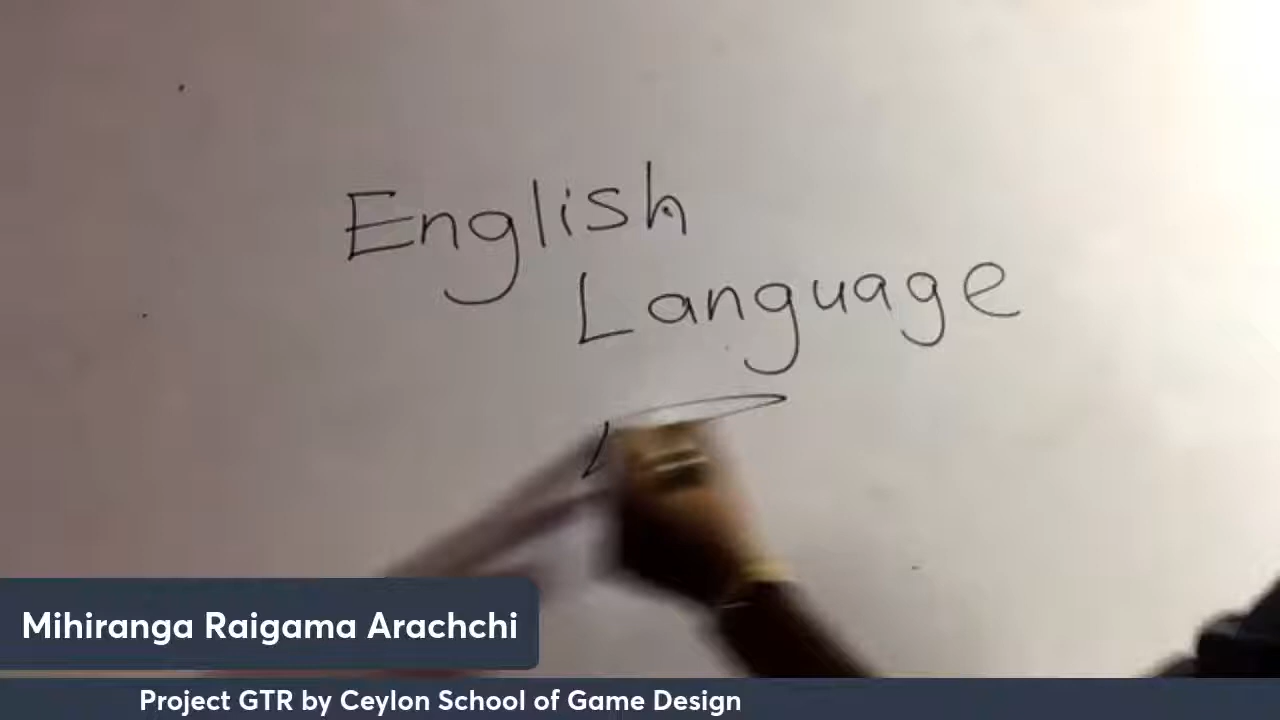 English
Language
Mihiranga Raigama Arachchi
Project GTR by Ceylon School of Game Design